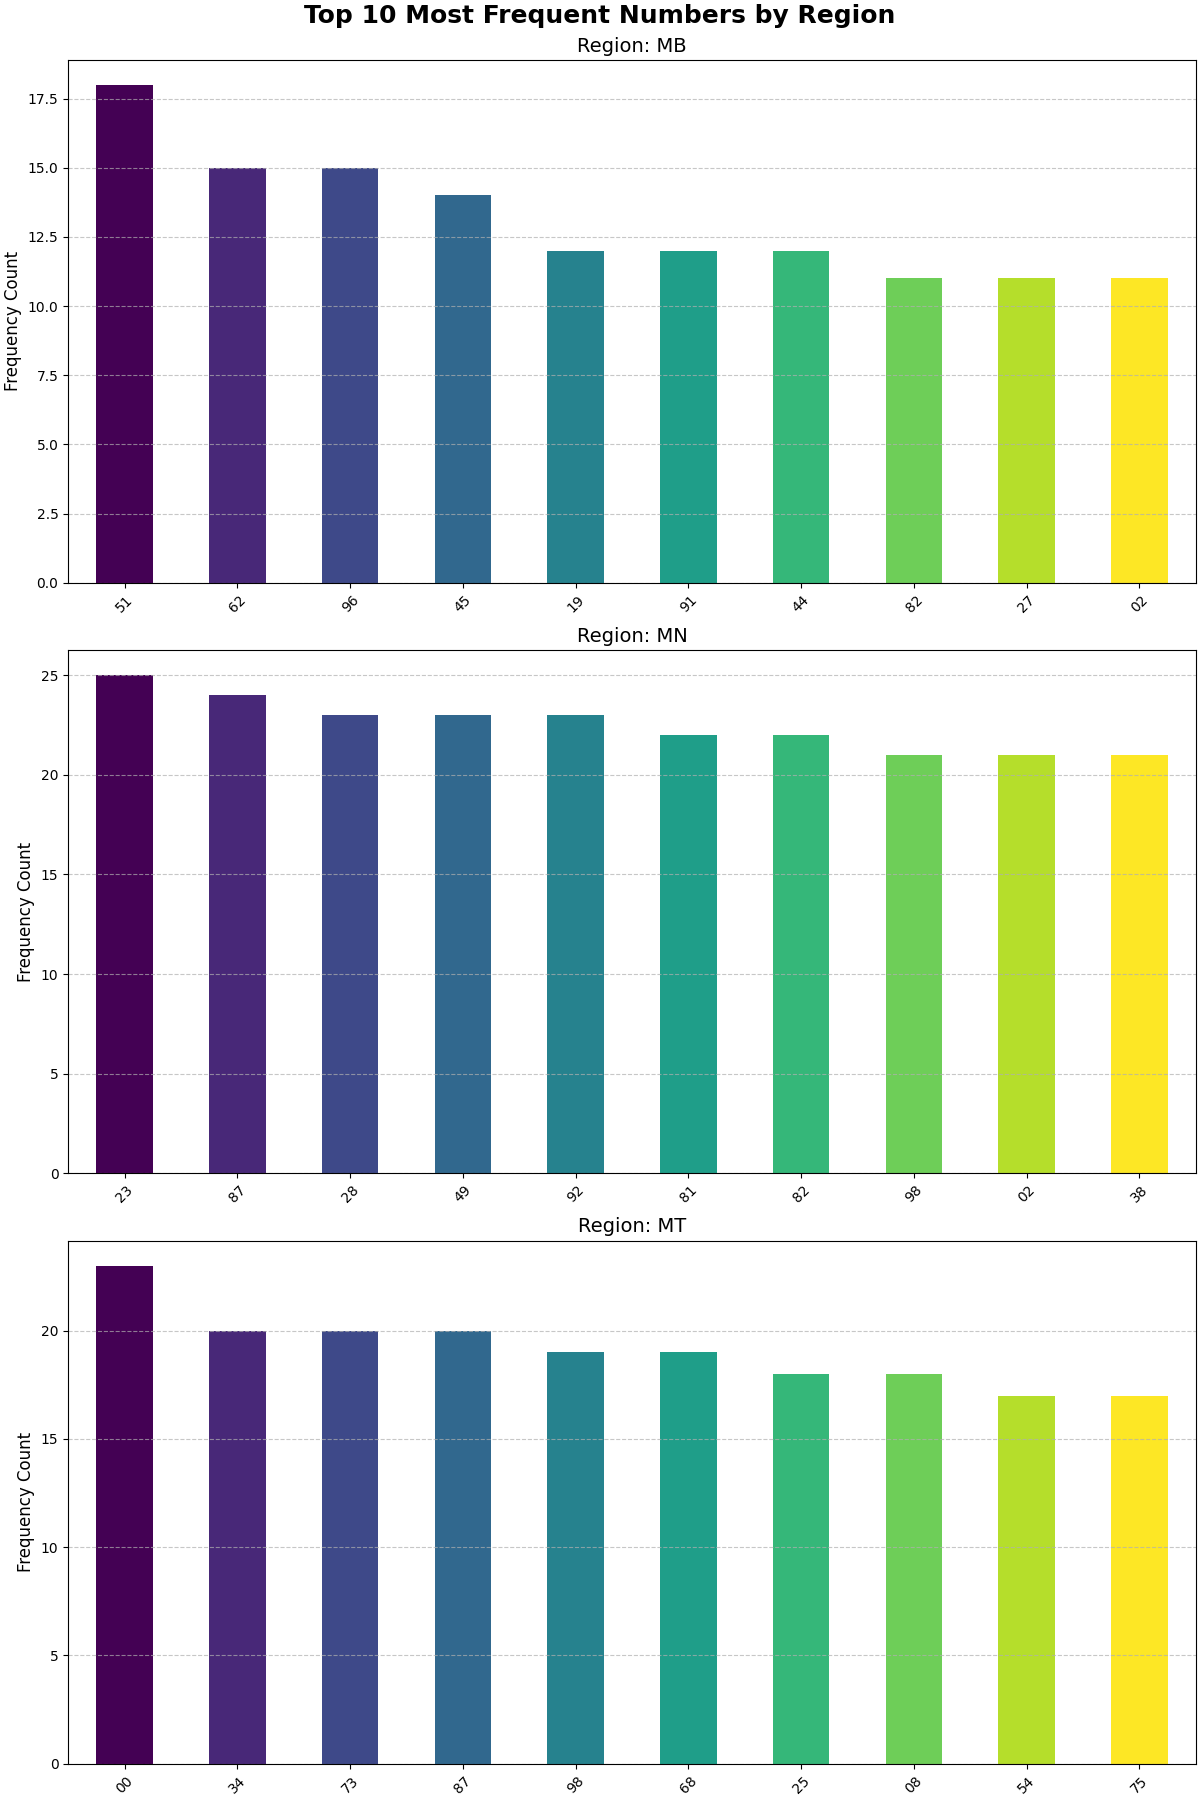 Top 10 Most Frequent Numbers by Region
Region: MB
Frequency Count
17.5
15.0
12.5
10.0
7.5
5.0
2.5
0.0
51 62 96 45 19 91 44 82 27 02
Region: MN
Frequency Count
25
20
15
10
5
0
23 87 28 49 92 81 82 98 02 38
Region: MT
Frequency Count
20
15
10
5
0
00 34 73 87 98 68 25 08 54 75